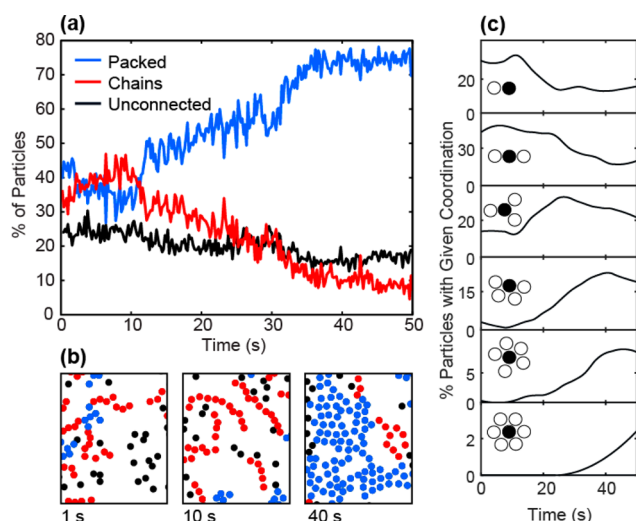 (a)
80
70
60
50
40
30
20
10
0
% of Particles
Packed
Chains
Unconnected
0 10 20 30 40 50
Time (s)
(b)
1 s
10 s
40 s
(c)
% Particles with Given Coordination
20
0
30
0
20
0
15
0
5
0
2
0
0 20 40
Time (s)